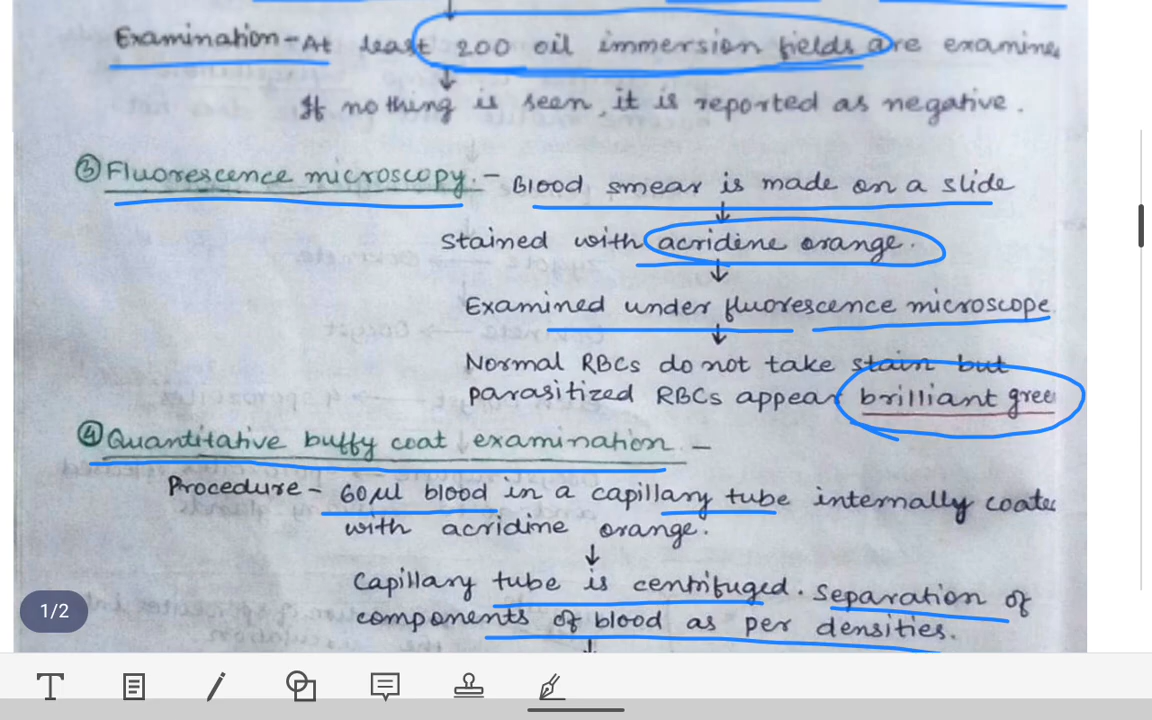 Examination - At least 200 oil immersion fields are examine
If nothing is seen, it is reported as negative.
③ Fluorescence microscopy. - Blood smear is made on a slide
↓
Stained with acridine orange.
↓
Examined under fluorescence microscope
↓
Normal RBCs do not take stain but
parasitized RBCs appear brilliant gree
④ Quantitative buffy coat examination -
Procedure - 60µl blood in a capillary tube internally coate
with acridine orange.
↓
Capillary tube is centrifuged. Separation of
components of blood as per densities.
1/2
T